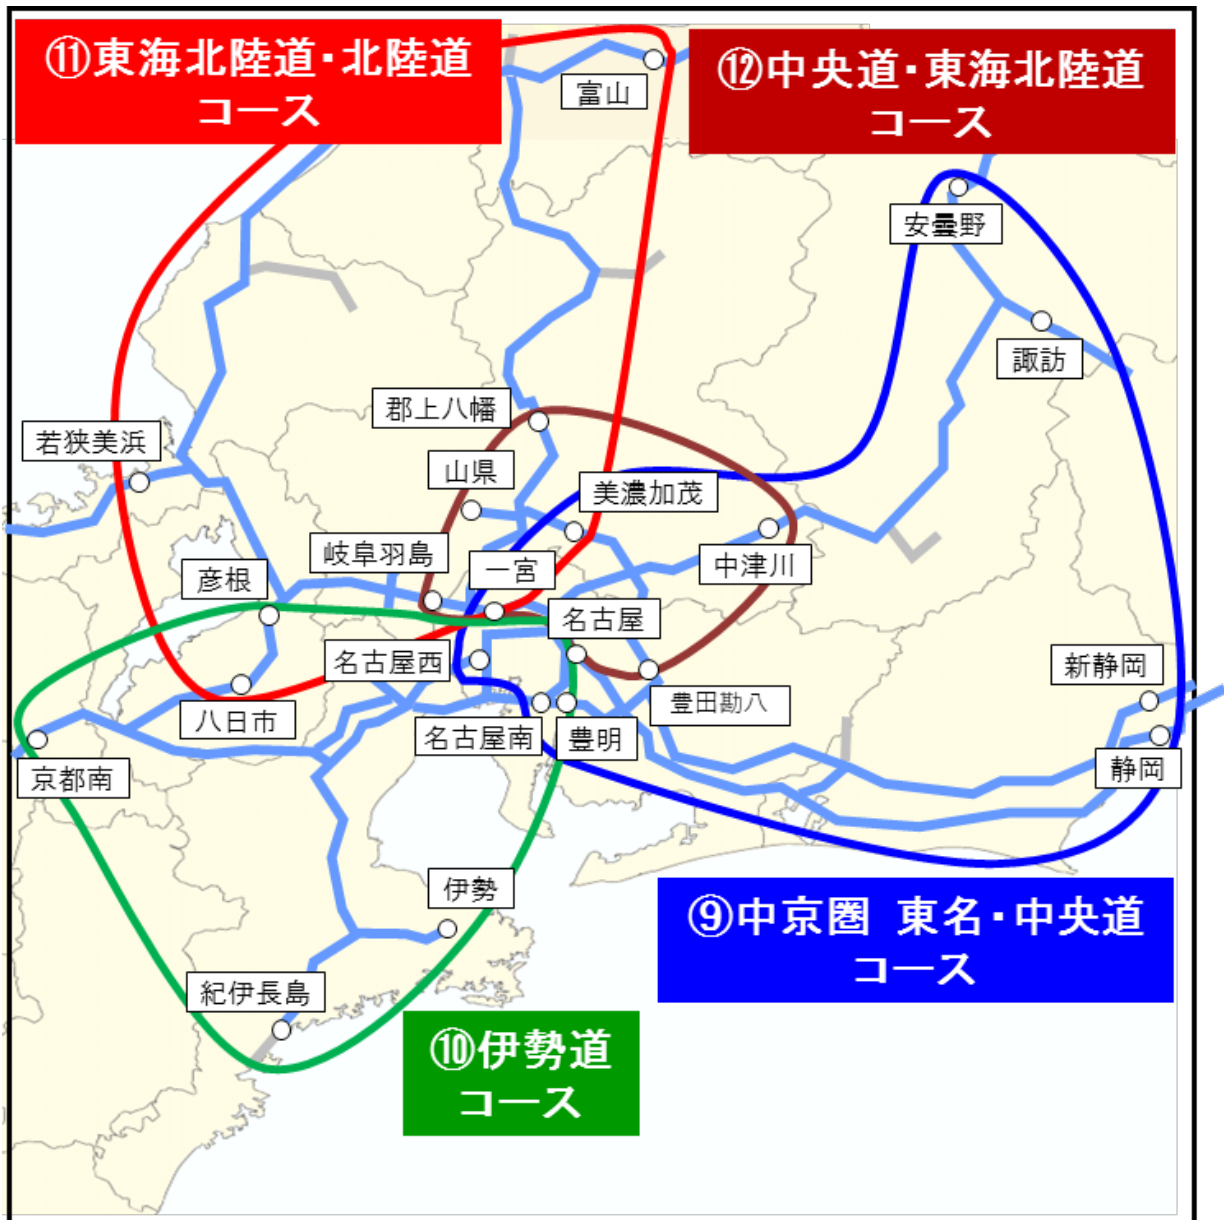 ⑪東海北陸道・北陸道
コース
⑫中央道・東海北陸道
コース
富山
安曇野
諏訪
郡上八幡
若狭美浜
山県
美濃加茂
岐阜羽島
一宮
中津川
彦根
名古屋
名古屋西
新静岡
八日市
豊田勘八
名古屋南
豊明
京都南
静岡
伊勢
⑨中京圏 東名・中央道
コース
紀伊長島
⑩伊勢道
コース